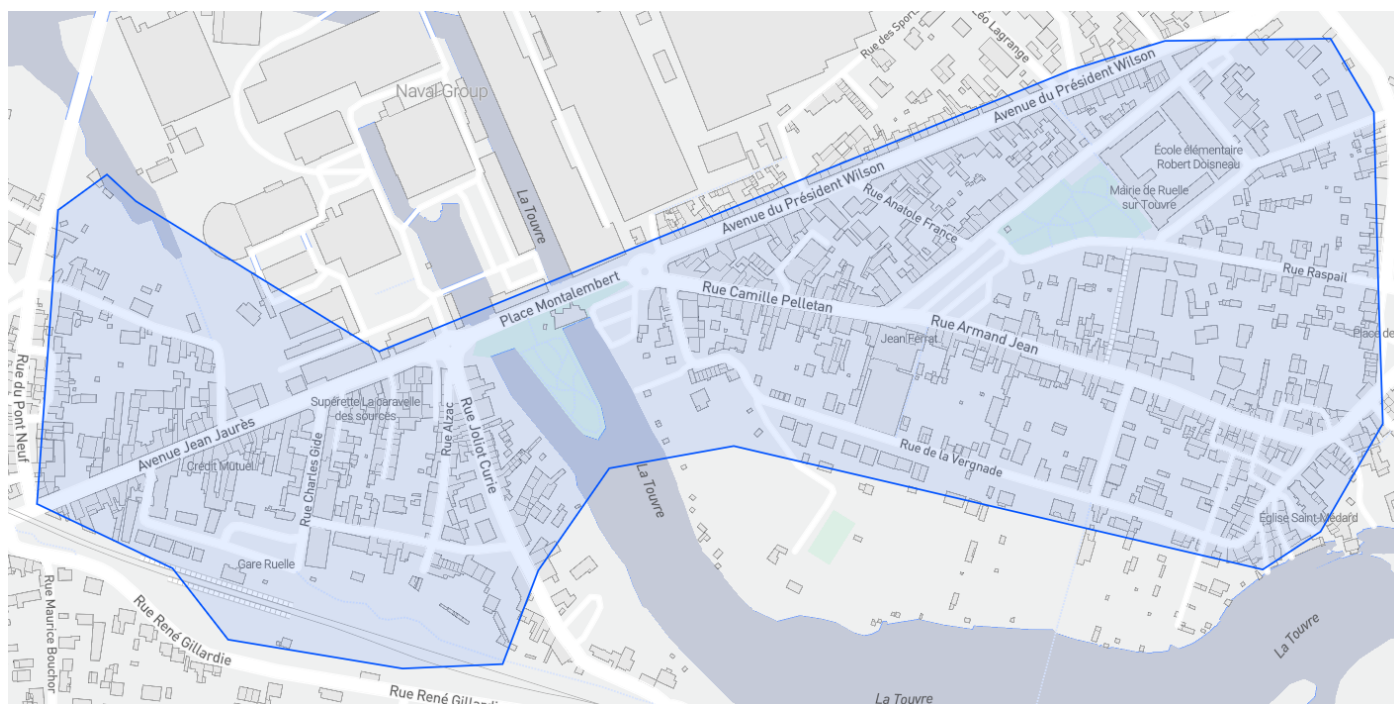 Rue des Sports
Léo Lagrange
Naval Group
Avenue du Président Wilson
École élémentaire
Robert Doisneau
La Touvre
Mairie de Ruelle
sur Touvre
Avenue du Président Wilson
Rue Anatole France
Rue Raspail
Place Montalembert
Rue Camille Pelletan
Rue Armand Jean
Place de
Jean Ferrat
Rue du Pont Neuf
Supérette La caravelle
des sources
Rue Alzac
Rue Joliot Curie
Avenue Jean Jaurès
Crédit Mutuel
Rue Charles Gide
Rue de la Vergnade
La Touvre
Eglise Saint-Médard
Gare Ruelle
Rue Maurice Bouchor
Rue René Gillardie
La Touvre
Rue René Gillardie
La Touvre